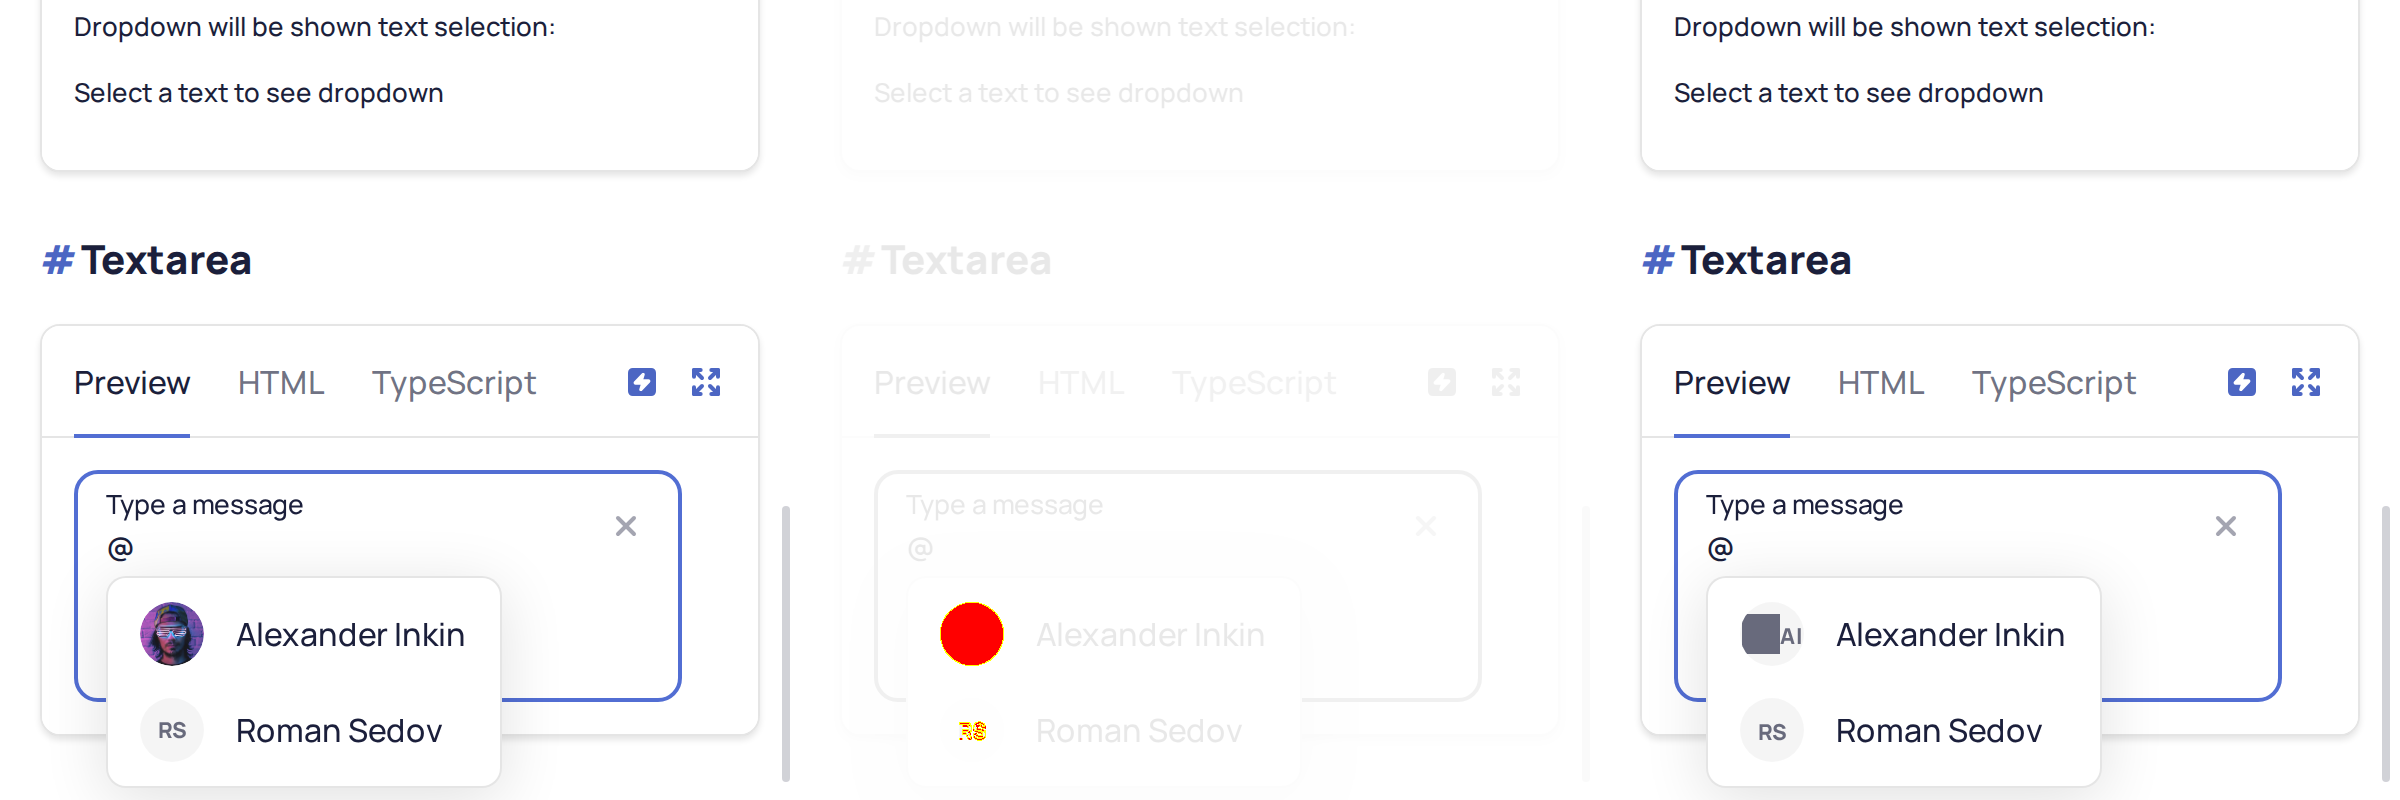 Dropdown will be shown text selection:
Select a text to see dropdown
# Textarea
Preview HTML TypeScript
Type a message
@
Alexander Inkin
RS Roman Sedov
Dropdown will be shown text selection:
Select a text to see dropdown
# Textarea
Preview HTML TypeScript
Type a message
@
Alexander Inkin
RS Roman Sedov
Dropdown will be shown text selection:
Select a text to see dropdown
# Textarea
Preview HTML TypeScript
Type a message
@
AI Alexander Inkin
RS Roman Sedov